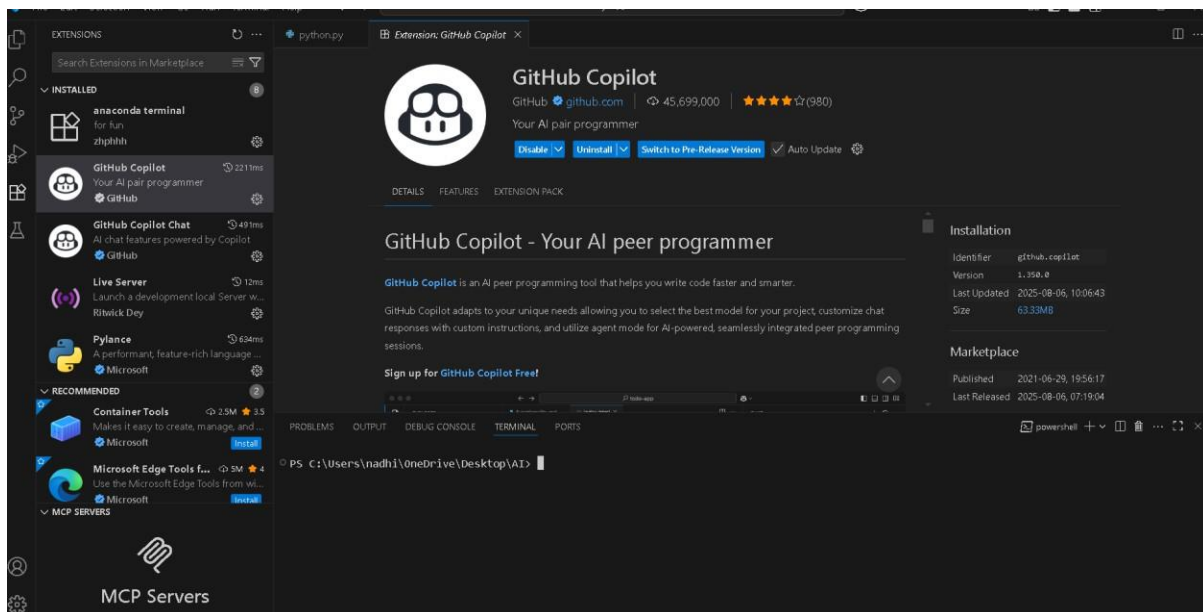 EXTENSIONS
Search Extensions in Marketplace
INSTALLED 8
anaconda terminal
for fun
zhphhh
GitHub Copilot 2211ms
Your AI pair programmer
GitHub
GitHub Copilot Chat 491ms
AI chat features powered by Copilot
GitHub
Live Server 12ms
Launch a development local Server w...
Ritwick Dey
Pylance 634ms
A performant, feature-rich language ...
Microsoft
RECOMMENDED 2
Container Tools 2.5M 3.5
Makes it easy to create, manage, and ...
Microsoft Install
Microsoft Edge Tools f... 5M 4
Use the Microsoft Edge Tools from wi...
Microsoft Install
MCP SERVERS
MCP Servers
python.py Extension: GitHub Copilot
GitHub Copilot
GitHub github.com 45,699,000 (980)
Your AI pair programmer
Disable Uninstall Switch to Pre-Release Version Auto Update
DETAILS FEATURES EXTENSION PACK
GitHub Copilot - Your AI peer programmer
GitHub Copilot is an AI peer programming tool that helps you write code faster and smarter.
GitHub Copilot adapts to your unique needs allowing you to select the best model for your project, customize chat
responses with custom instructions, and utilize agent mode for AI-powered, seamlessly integrated peer programming
sessions.
Sign up for GitHub Copilot Free!
Installation
Identifier github.copilot
Version 1.350.0
Last Updated 2025-08-06, 10:06:43
Size 63.33MB
Marketplace
Published 2021-06-29, 19:56:17
Last Released 2025-08-06, 07:19:04
PROBLEMS OUTPUT DEBUG CONSOLE TERMINAL PORTS
powershell
PS C:\Users\nadhi\OneDrive\Desktop\AI>